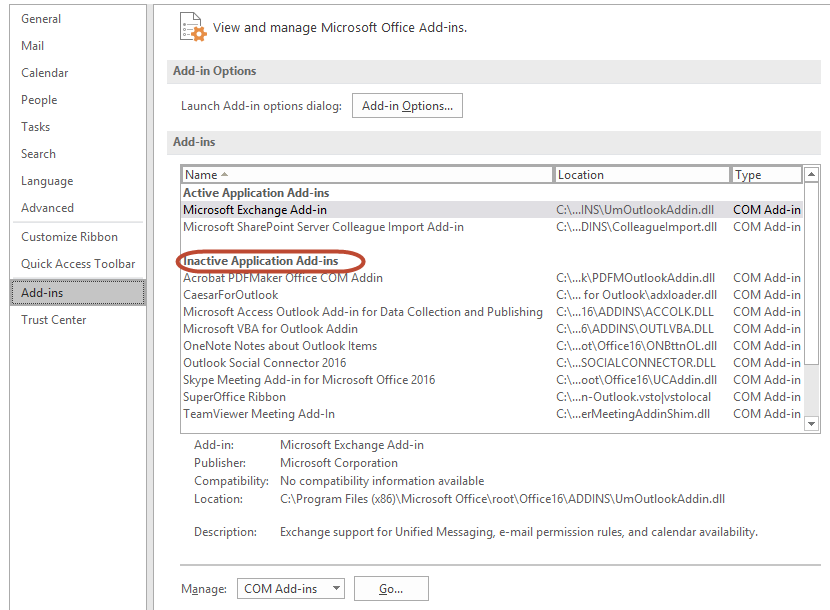 General
Mail
Calendar
People
Tasks
Search
Language
Advanced
Customize Ribbon
Quick Access Toolbar
Add-ins
Trust Center
View and manage Microsoft Office Add-ins.
Add-in Options
Launch Add-in options dialog: Add-in Options...
Add-ins
Name Location Type
Active Application Add-ins
Microsoft Exchange Add-in C:\...INS\UmOutlookAddin.dll COM Add-in
Microsoft SharePoint Server Colleague Import Add-in C:\...DINS\ColleagueImport.dll COM Add-in
Inactive Application Add-ins
Acrobat PDFMaker Office COM Addin C:\...k\PDFMOutlookAddin.dll COM Add-in
CaesarForOutlook C:\... for Outlook\adxloader.dll COM Add-in
Microsoft Access Outlook Add-in for Data Collection and Publishing C:\...16\ADDINS\ACCOLK.DLL COM Add-in
Microsoft VBA for Outlook Addin C:\...6\ADDINS\OUTLVBA.DLL COM Add-in
OneNote Notes about Outlook Items C:\...ot\Office16\ONBttnOL.dll COM Add-in
Outlook Social Connector 2016 C:\...SOCIALCONNECTOR.DLL COM Add-in
Skype Meeting Add-in for Microsoft Office 2016 C:\...oot\Office16\UCAddin.dll COM Add-in
SuperOffice Ribbon C:\...n-Outlook.vsto|vstolocal COM Add-in
TeamViewer Meeting Add-In C:\...erMeetingAddinShim.dll COM Add-in
Add-in: Microsoft Exchange Add-in
Publisher: Microsoft Corporation
Compatibility: No compatibility information available
Location: C:\Program Files (x86)\Microsoft Office\root\Office16\ADDINS\UmOutlookAddin.dll
Description: Exchange support for Unified Messaging, e-mail permission rules, and calendar availability.
Manage: COM Add-ins Go...